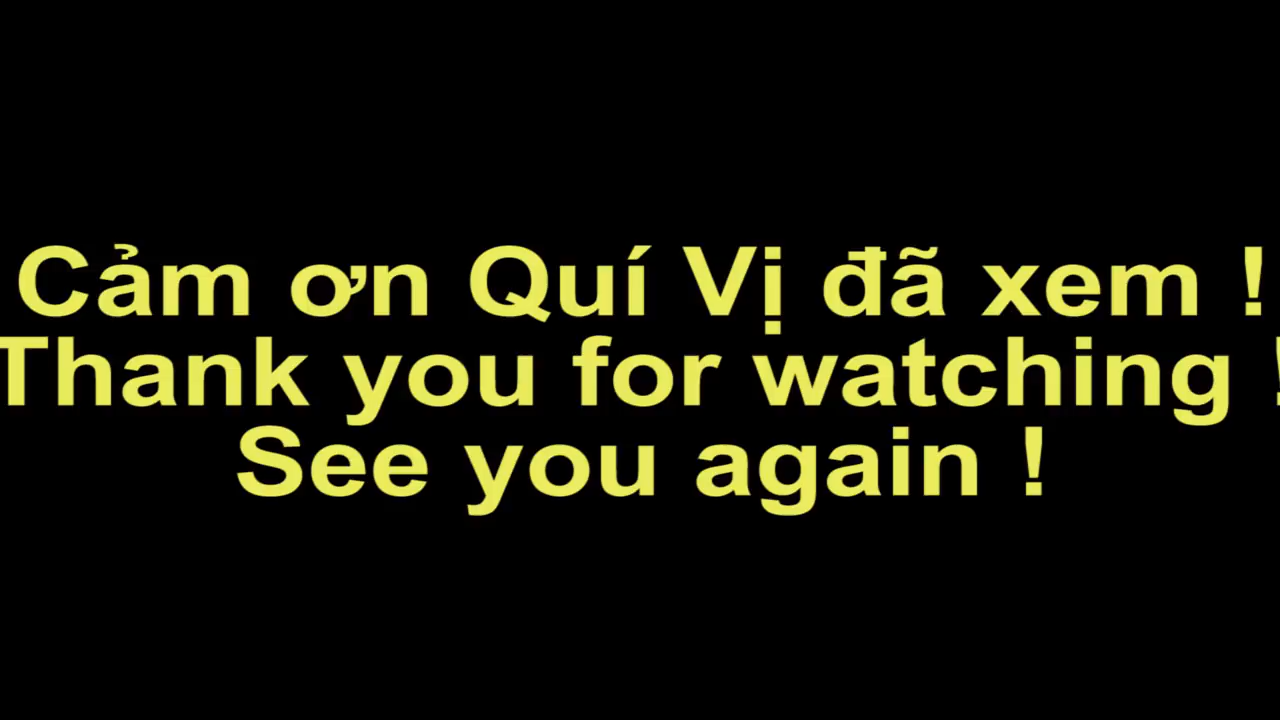 Cảm ơn Quí Vị đã xem !
Thank you for watching !
See you again !